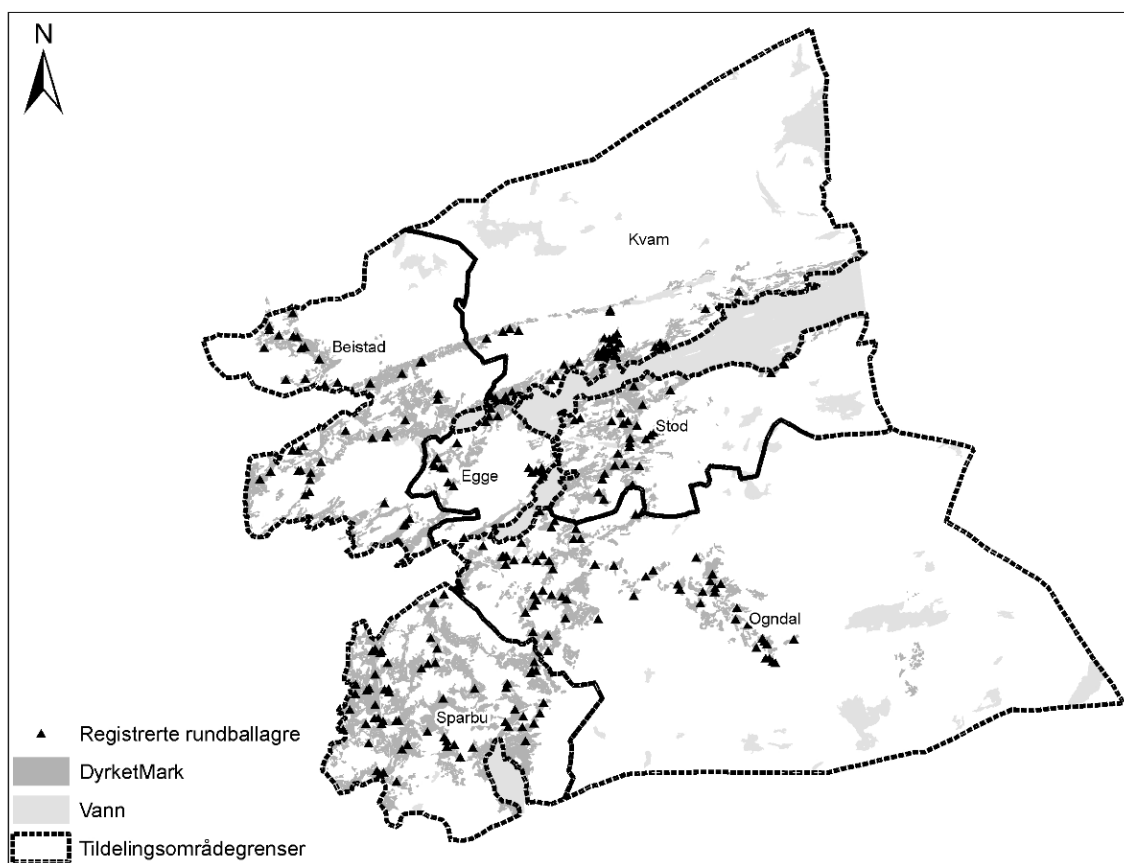 N
Kvam
Beistad
Stod
Egge
Ogndal
Sparbu
Registrerte rundballagre
DyrketMark
Vann
Tildelingsområdegrenser